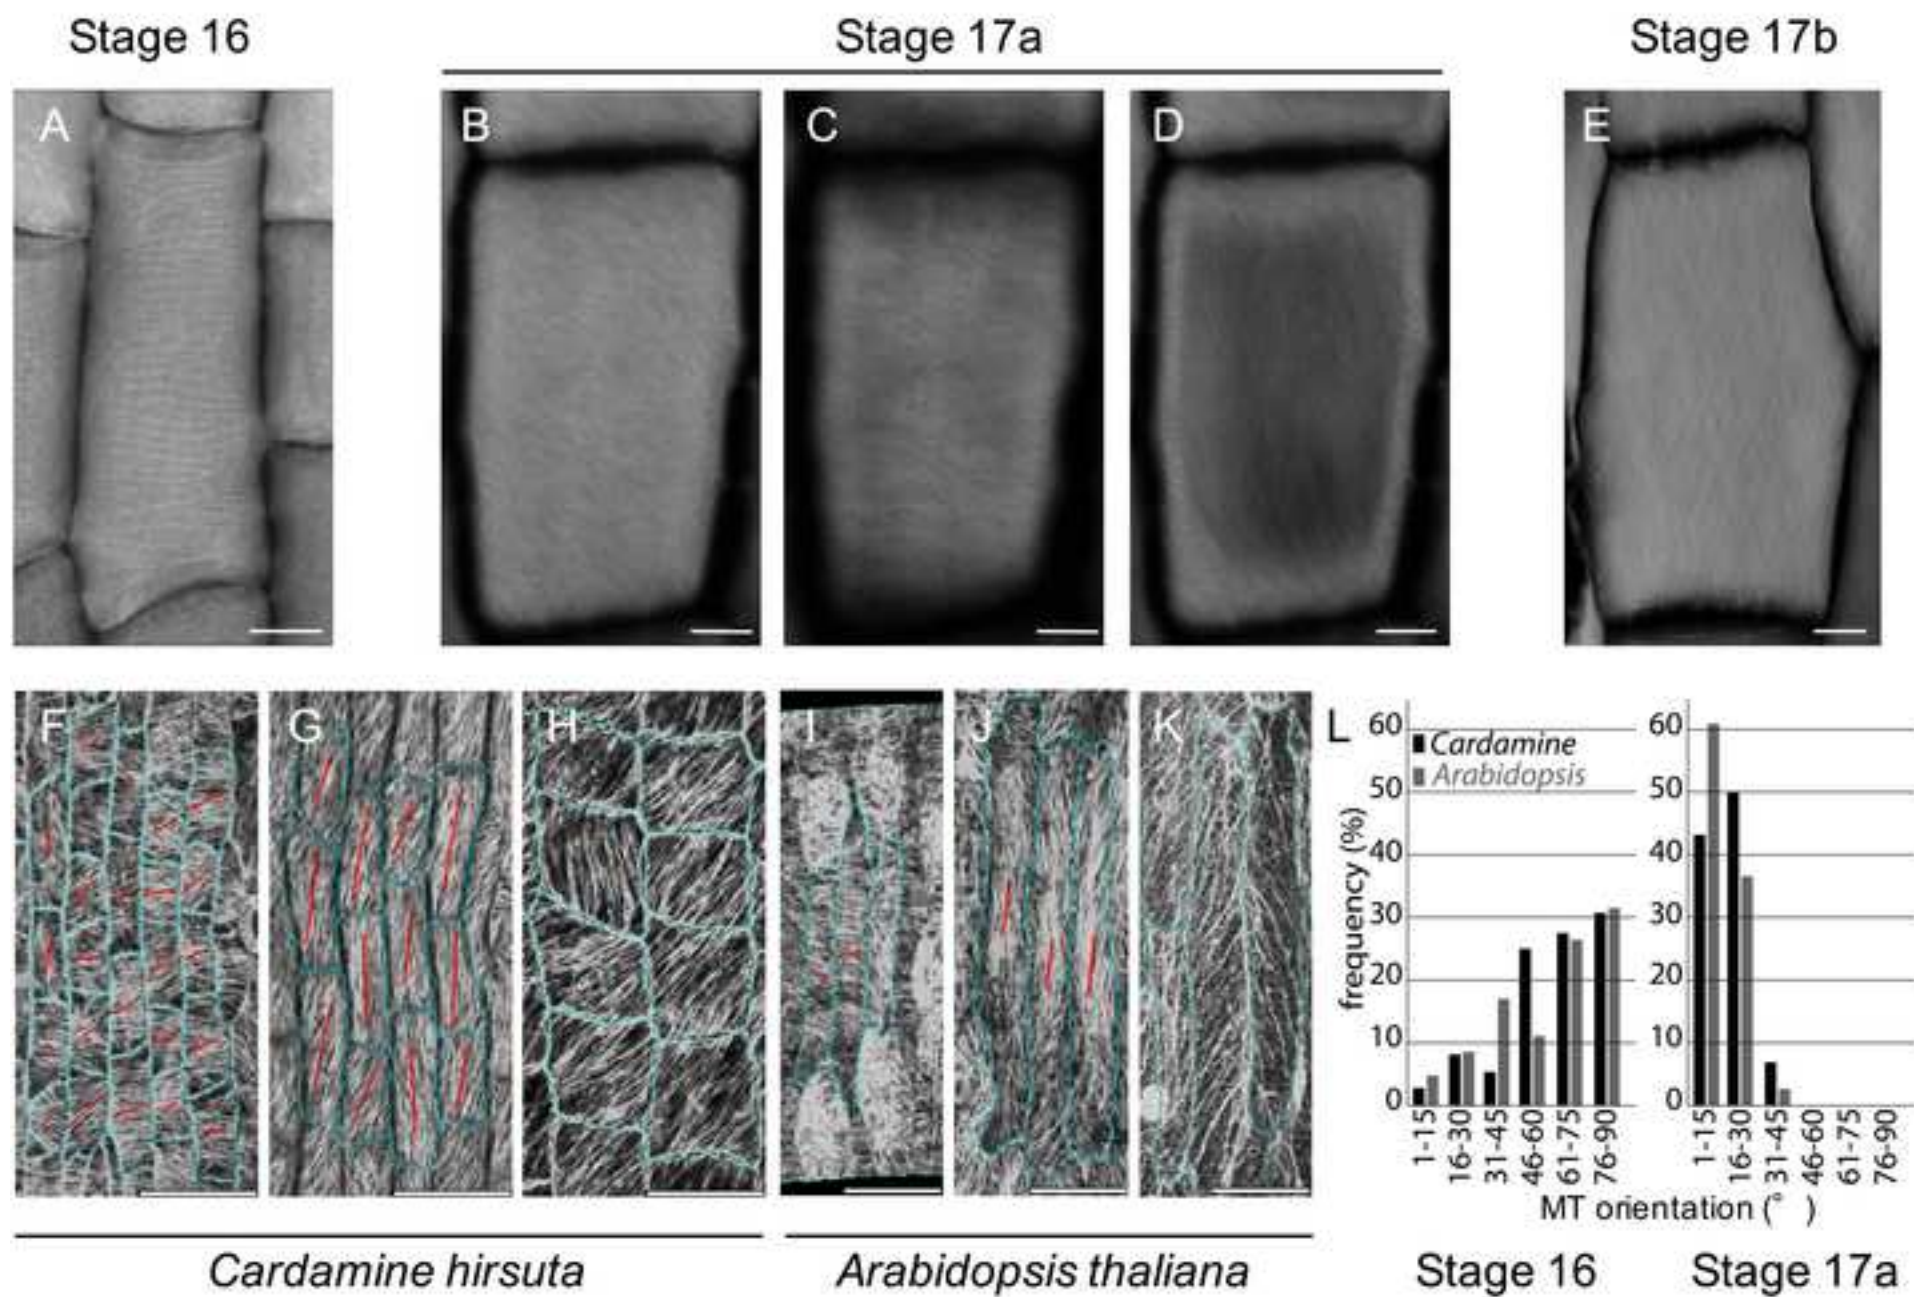 Stage 16
Stage 17a
Stage 17b
A
B
C
D
E
F
G
H
I
J
K
L
Cardamine
Arabidopsis
frequency (%)
60
50
40
30
20
10
0
1-15
16-30
31-45
46-60
61-75
76-90
60
50
40
30
20
10
0
1-15
16-30
31-45
46-60
61-75
76-90
MT orientation (° )
Cardamine hirsuta
Arabidopsis thaliana
Stage 16
Stage 17a